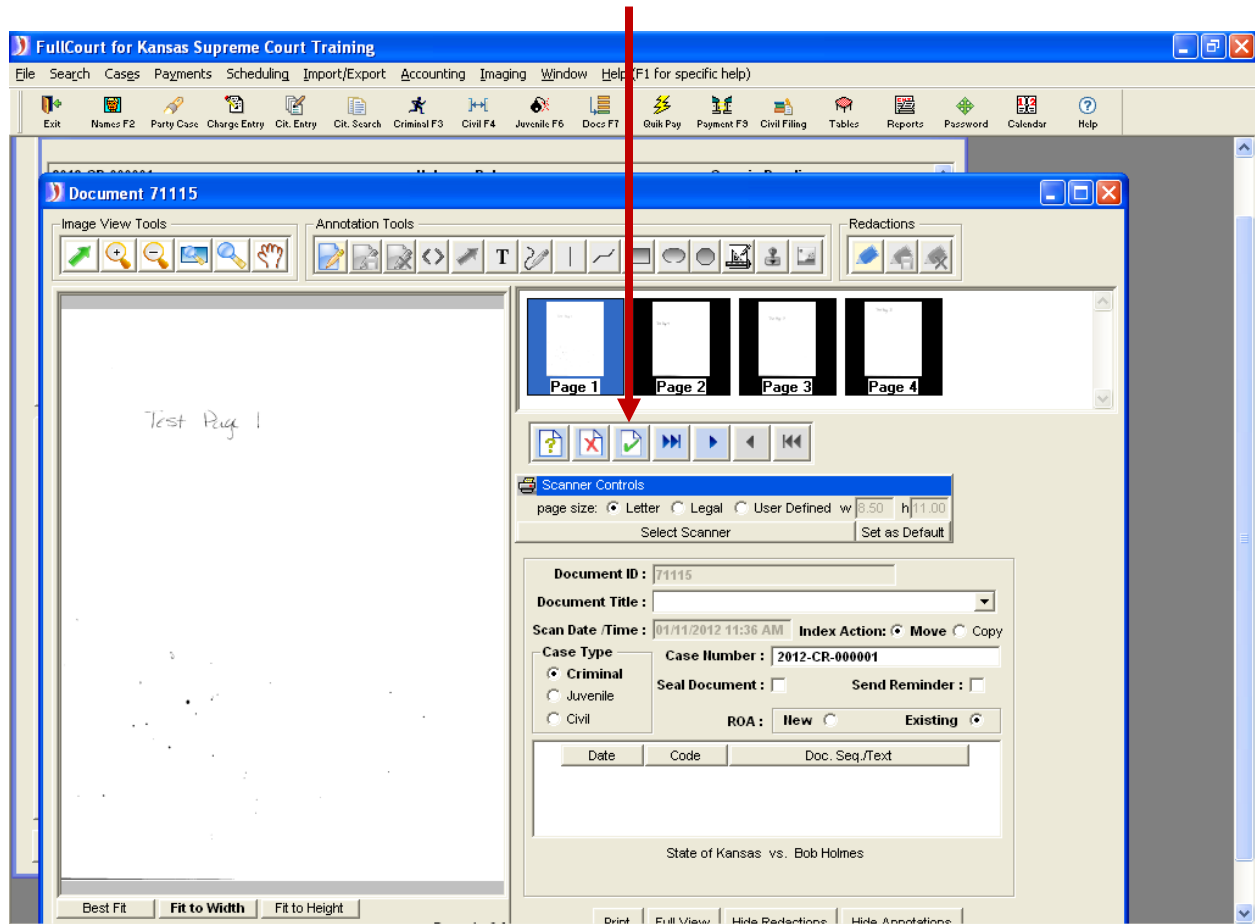 FullCourt for Kansas Supreme Court Training
File Search Cases Payments Scheduling Import/Export Accounting Imaging Window Help (F1 for specific help)
Exit Names F2 Party Case Charge Entry Cit. Entry Cit. Search Criminal F3 Civil F4 Juvenile F6 Docs F7 Quik Pay Payment F9 Civil Filing Tables Reports Password Calendar Help
Document 71115
Image View Tools Annotation Tools Redactions
T
Page 1 Page 2 Page 3 Page 4
Test Page 1
Scanner Controls
page size: Letter Legal User Defined w 8.50 h 11.00
Select Scanner Set as Default
Document ID : 71115
Document Title :
Scan Date /Time : 01/11/2012 11:36 AM Index Action: Move Copy
Case Type Case Number : 2012-CR-000001
Criminal
Seal Document : Send Reminder :
Juvenile
Civil ROA : New Existing
Date Code Doc. Seq./Text
State of Kansas vs. Bob Holmes
Best Fit Fit to Width Fit to Height
Print Full View Hide Redactions Hide Annotations